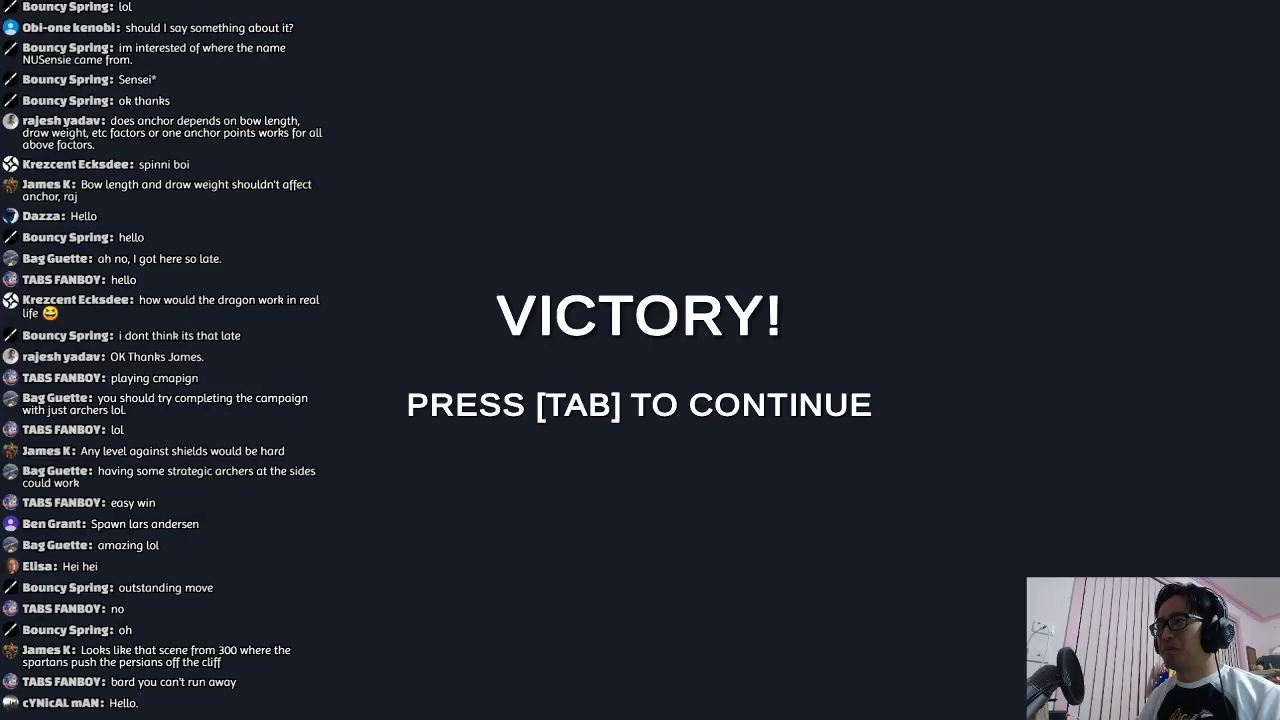 Bouncy Spring: lol
Obi-one kenobi: should I say something about it?
Bouncy Spring: im interested of where the name
NUSensie came from.
Bouncy Spring: Sensei*
Bouncy Spring: ok thanks
rajesh yadav: does anchor depends on bow length,
draw weight, etc factors or one anchor points works for all
above factors.
Krezcent Ecksdee: spinni boi
James K: Bow length and draw weight shouldn't affect
anchor, raj
Dazza: Hello
Bouncy Spring: hello
Bag Guette: ah no, I got here so late.
TABS FANBOY: hello
Krezcent Ecksdee: how would the dragon work in real
life 😆
Bouncy Spring: i dont think its that late
rajesh yadav: OK Thanks James.
TABS FANBOY: playing cmapign
Bag Guette: you should try completing the campaign
with just archers lol.
TABS FANBOY: lol
James K: Any level against shields would be hard
Bag Guette: having some strategic archers at the sides
could work
TABS FANBOY: easy win
Ben Grant: Spawn lars andersen
Bag Guette: amazing lol
Elisa: Hei hei
Bouncy Spring: outstanding move
TABS FANBOY: no
Bouncy Spring: oh
James K: Looks like that scene from 300 where the
spartans push the persians off the cliff
TABS FANBOY: bard you can't run away
cYNicAL mAN: Hello.
VICTORY!
PRESS [TAB] TO CONTINUE